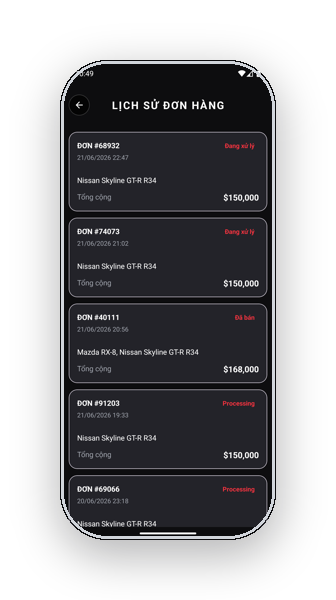 LỊCH SỬ ĐƠN HÀNG
ĐƠN #68932
Đang xử lý
21/06/2026 22:47
Nissan Skyline GT-R R34
Tổng cộng
$150,000
ĐƠN #74073
Đang xử lý
21/06/2026 21:02
Nissan Skyline GT-R R34
Tổng cộng
$150,000
ĐƠN #40111
Đã bán
21/06/2026 20:56
Mazda RX-8, Nissan Skyline GT-R R34
Tổng cộng
$168,000
ĐƠN #91203
Processing
21/06/2026 19:33
Nissan Skyline GT-R R34
Tổng cộng
$150,000
ĐƠN #69066
Processing
20/06/2026 23:18
Nissan Skyline GT-R R34